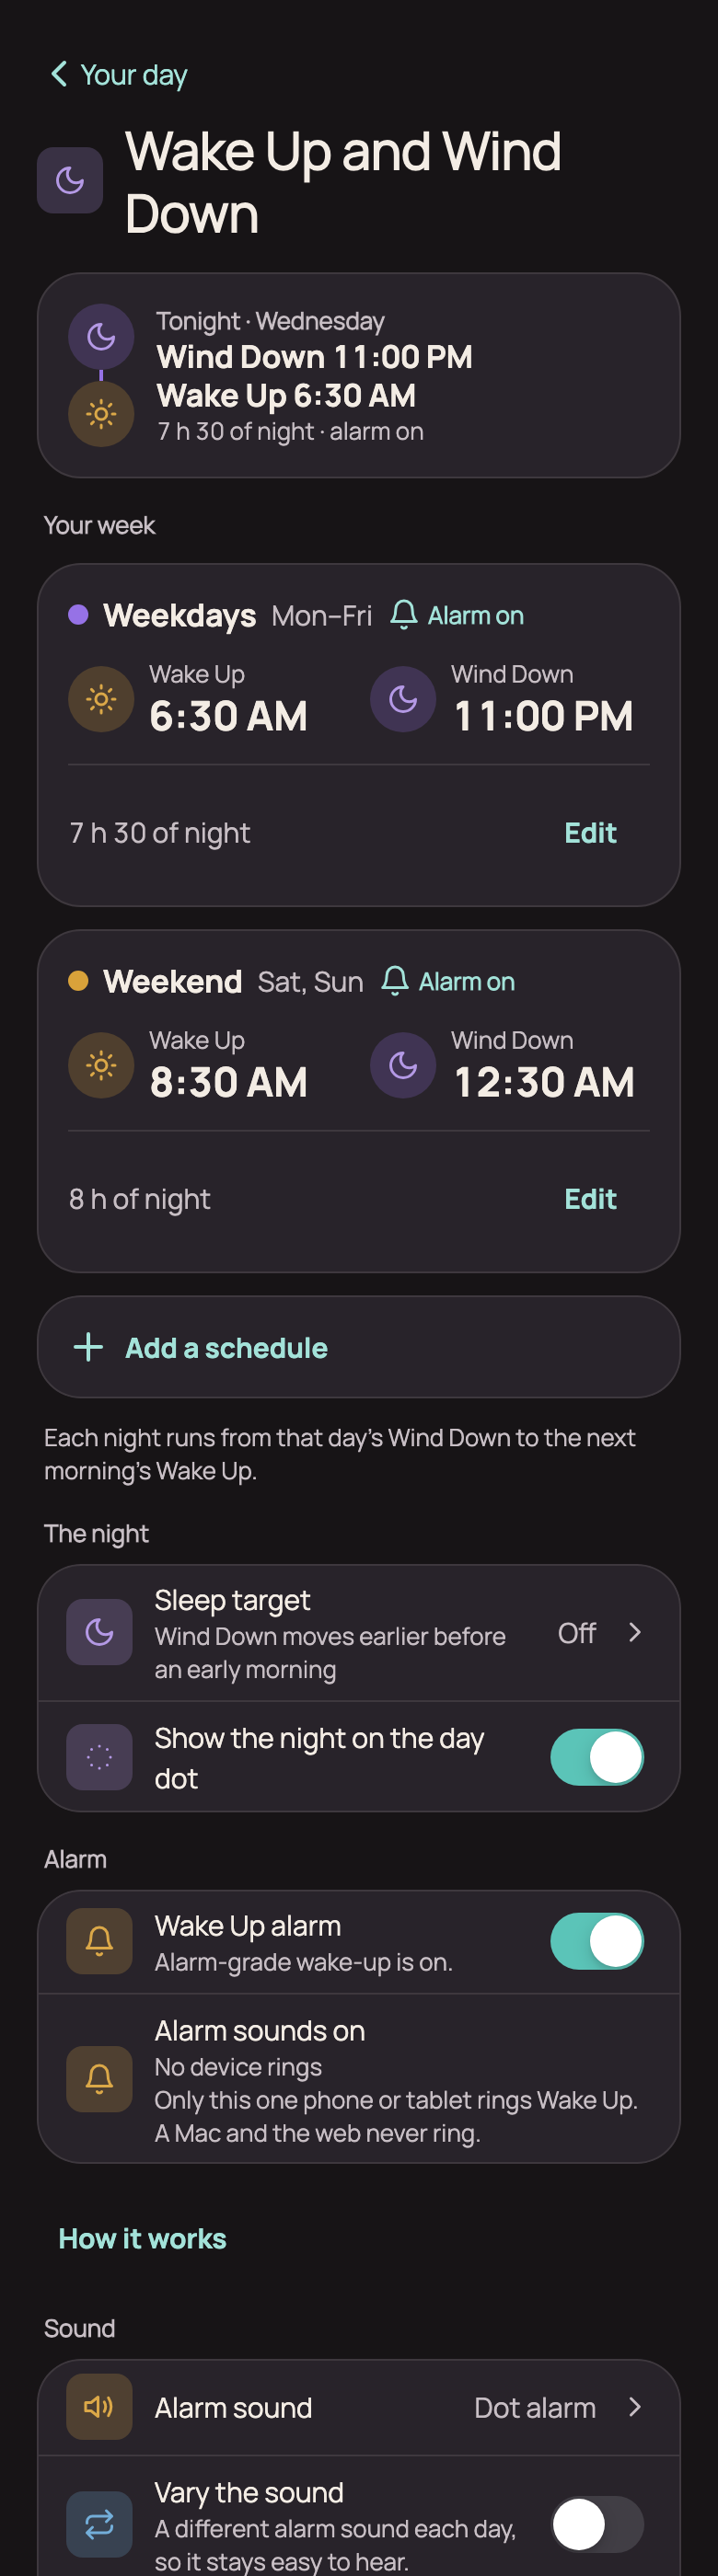 Your day
Wake Up and Wind
Down
Tonight · Wednesday
Wind Down 11:00 PM
Wake Up 6:30 AM
7 h 30 of night · alarm on
Your week
Weekdays Mon–Fri Alarm on
Wake Up
6:30 AM
Wind Down
11:00 PM
7 h 30 of night
Edit
Weekend Sat, Sun Alarm on
Wake Up
8:30 AM
Wind Down
12:30 AM
8 h of night
Edit
Add a schedule
Each night runs from that day's Wind Down to the next
morning's Wake Up.
The night
Sleep target
Wind Down moves earlier before
an early morning
Off
Show the night on the day
dot
Alarm
Wake Up alarm
Alarm-grade wake-up is on.
Alarm sounds on
No device rings
Only this one phone or tablet rings Wake Up.
A Mac and the web never ring.
How it works
Sound
Alarm sound
Dot alarm
Vary the sound
A different alarm sound each day,
so it stays easy to hear.